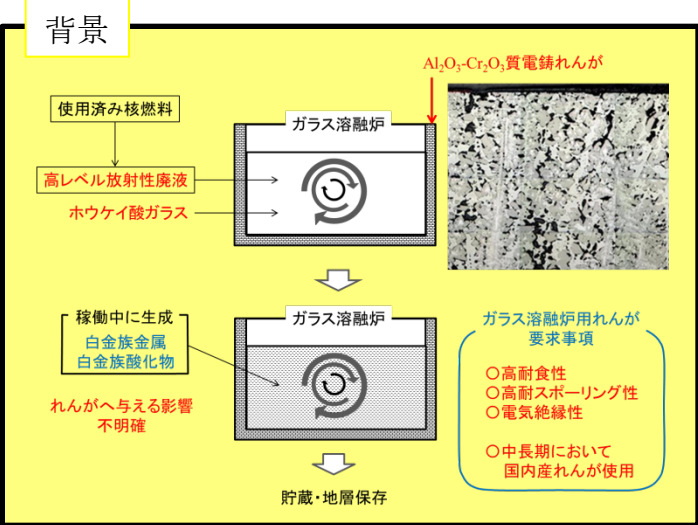 背景
Al₂O₃-Cr₂O₃質電鋳れんが
使用済み核燃料
ガラス溶融炉
高レベル放射性廃液
ホウケイ酸ガラス
稼働中に生成
白金族金属
白金族酸化物
れんがへ与える影響
不明確
ガラス溶融炉
ガラス溶融炉用れんが
要求事項
○高耐食性
○高耐スポーリング性
○電気絶縁性
○中長期において
国内産れんが使用
貯蔵・地層保存